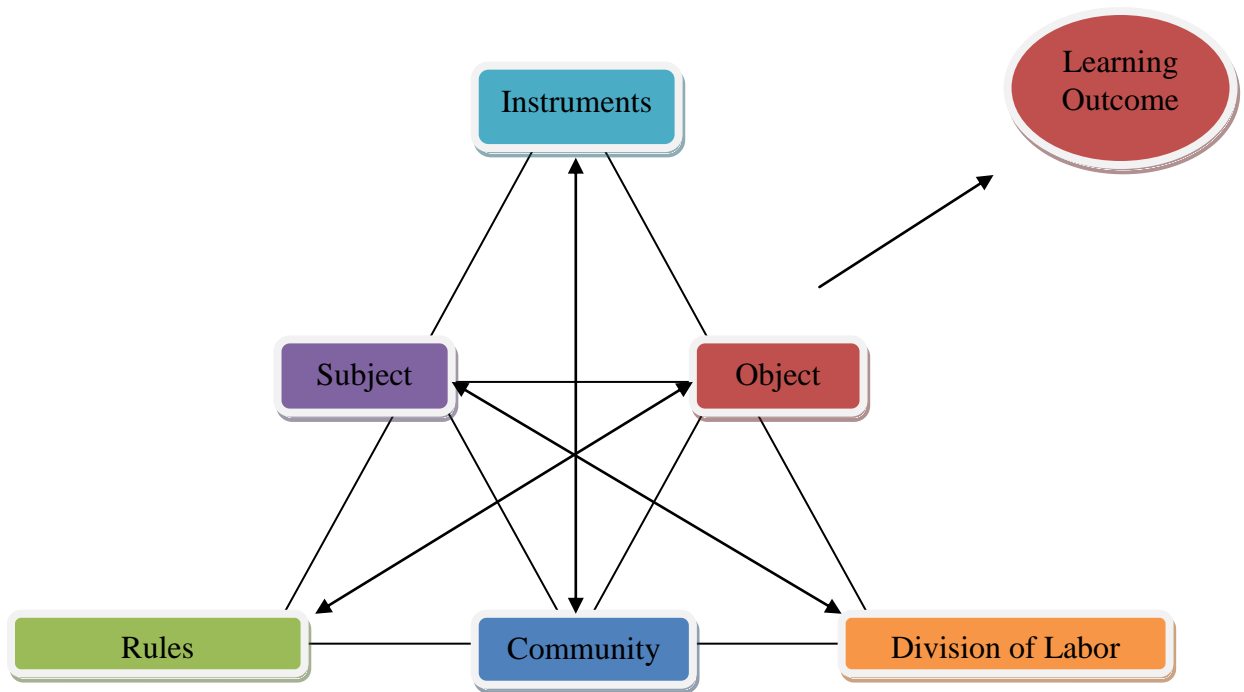 Learning
Outcome
Instruments
Subject
Object
Rules
Community
Division of Labor